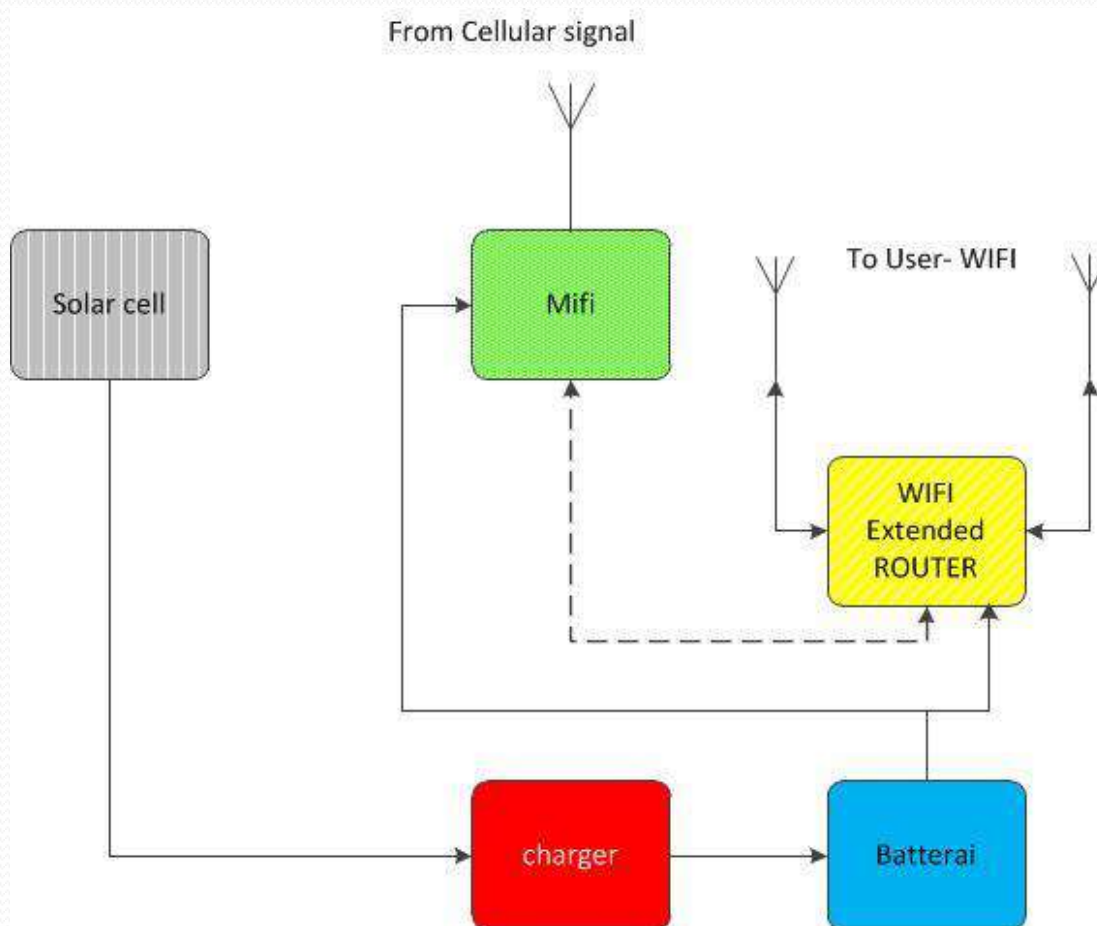 From Cellular signal
Solar cell
Mifi
To User- WIFI
WIFI
Extended
ROUTER
charger
Batterai